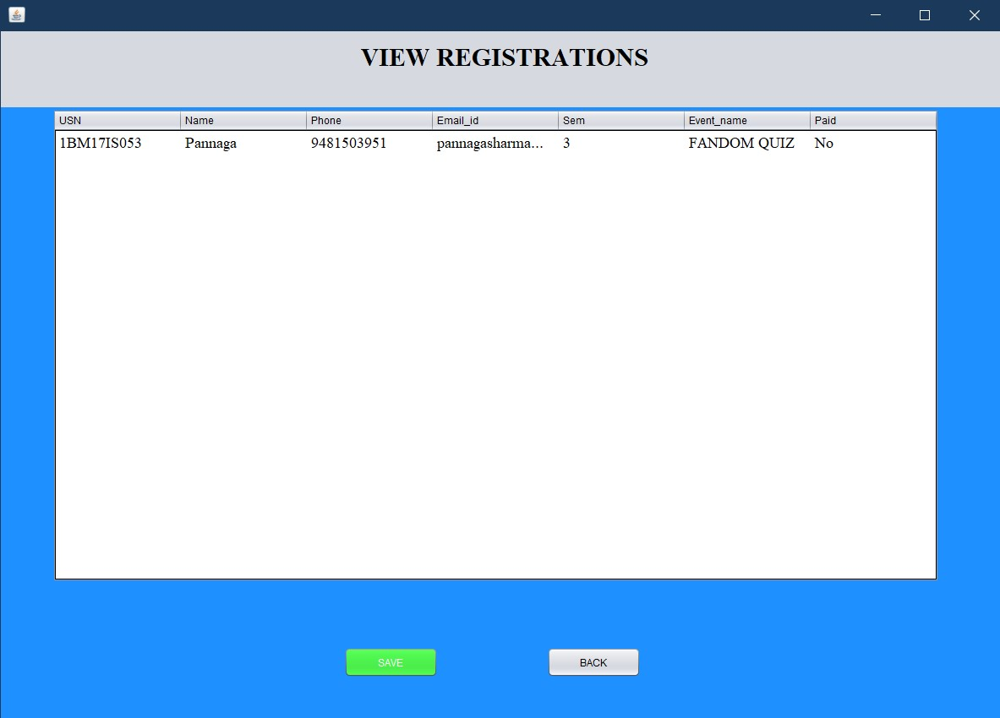 VIEW REGISTRATIONS
USN Name Phone Email_id Sem Event_name Paid
1BM17IS053 Pannaga 9481503951 pannagasharma... 3 FANDOM QUIZ No
SAVE BACK